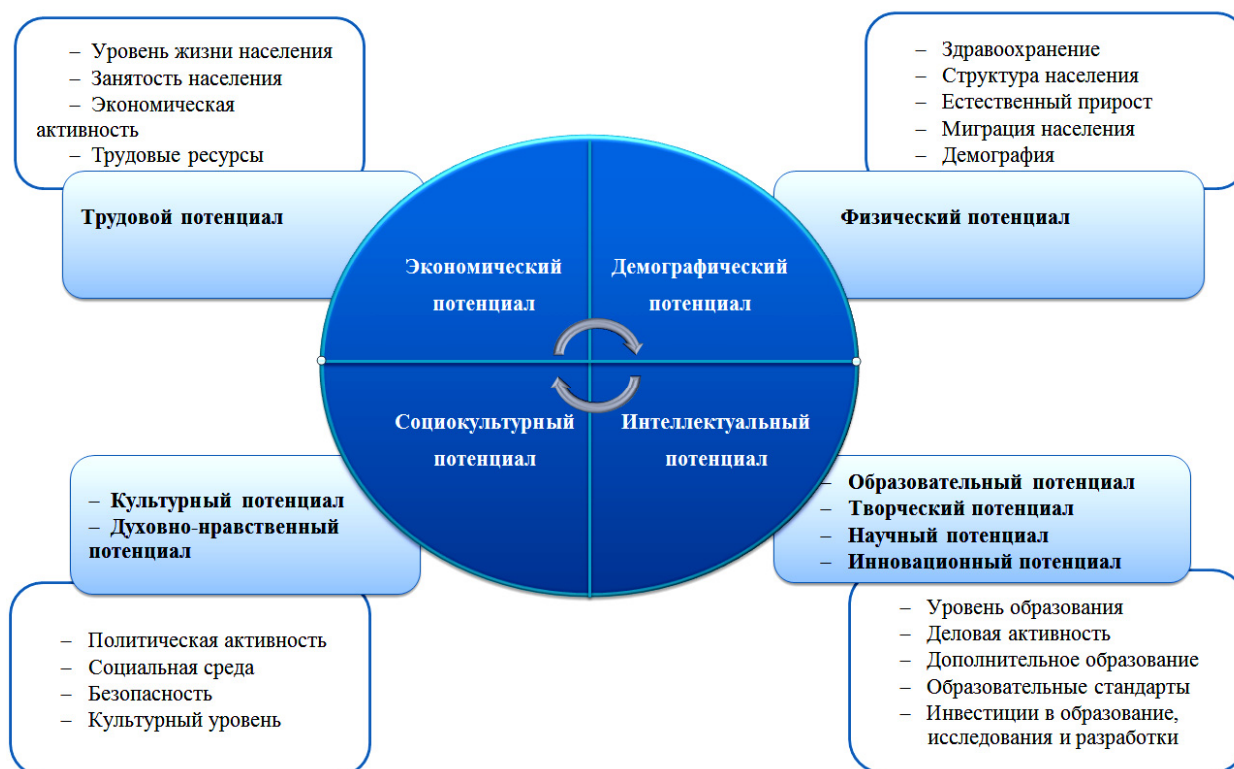 – Уровень жизни населения
– Занятость населения
– Экономическая
активность
– Трудовые ресурсы
Трудовой потенциал
– Здравоохранение
– Структура населения
– Естественный прирост
– Миграция населения
– Демография
Физический потенциал
Экономический
потенциал
Демографический
потенциал
Социокультурный
потенциал
Интеллектуальный
потенциал
– Культурный потенциал
– Духовно-нравственный
потенциал
– Политическая активность
– Социальная среда
– Безопасность
– Культурный уровень
– Образовательный потенциал
– Творческий потенциал
– Научный потенциал
– Инновационный потенциал
– Уровень образования
– Деловая активность
– Дополнительное образование
– Образовательные стандарты
– Инвестиции в образование,
исследования и разработки